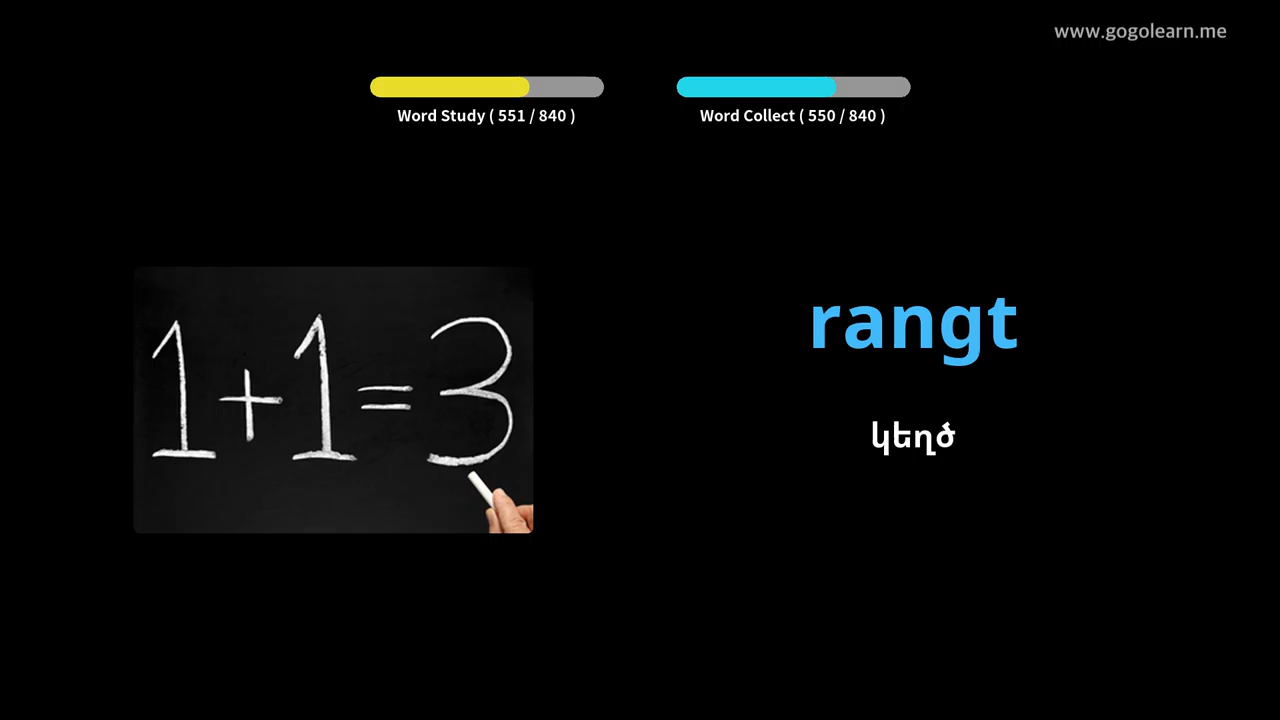 www.gogolearn.me
Word Study ( 551 / 840 )
Word Collect ( 550 / 840 )
1+1=3
rangt
կեղծ